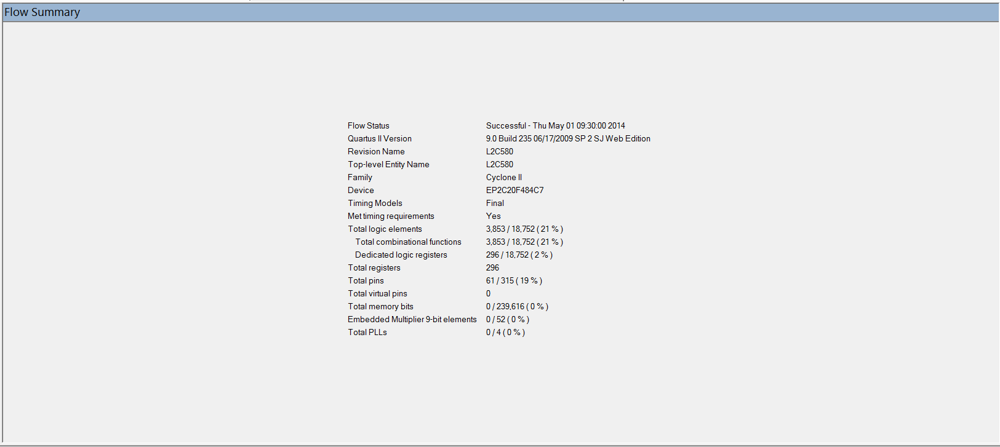 Flow Summary
Flow Status Successful - Thu May 01 09:30:00 2014
Quartus II Version 9.0 Build 235 06/17/2009 SP 2 SJ Web Edition
Revision Name L2C580
Top-level Entity Name L2C580
Family Cyclone II
Device EP2C20F484C7
Timing Models Final
Met timing requirements Yes
Total logic elements 3,853 / 18,752 ( 21 % )
Total combinational functions 3,853 / 18,752 ( 21 % )
Dedicated logic registers 296 / 18,752 ( 2 % )
Total registers 296
Total pins 61 / 315 ( 19 % )
Total virtual pins 0
Total memory bits 0 / 239,616 ( 0 % )
Embedded Multiplier 9-bit elements 0 / 52 ( 0 % )
Total PLLs 0 / 4 ( 0 % )